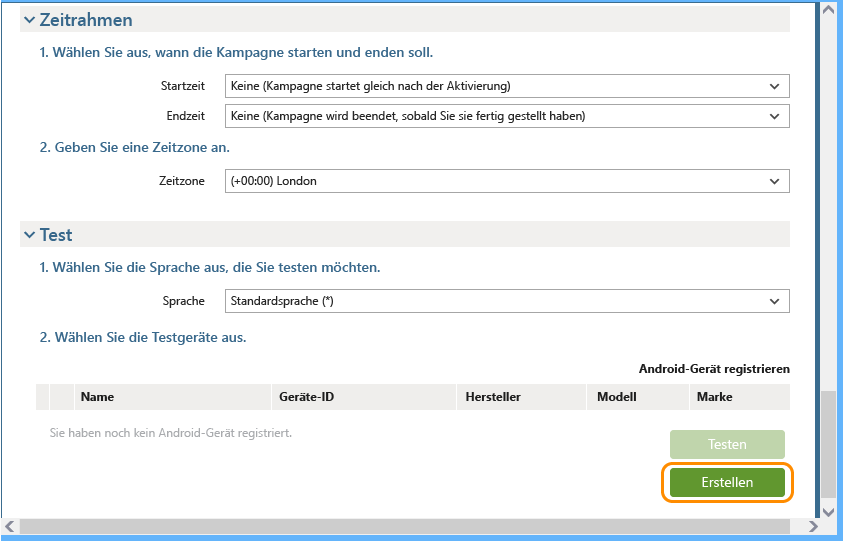 Zeitrahmen
1. Wählen Sie aus, wann die Kampagne starten und enden soll.
Startzeit Keine (Kampagne startet gleich nach der Aktivierung)
Endzeit Keine (Kampagne wird beendet, sobald Sie sie fertig gestellt haben)
2. Geben Sie eine Zeitzone an.
Zeitzone (+00:00) London
Test
1. Wählen Sie die Sprache aus, die Sie testen möchten.
Sprache Standardsprache (*)
2. Wählen Sie die Testgeräte aus.
Android-Gerät registrieren
Name Geräte-ID Hersteller Modell Marke
Sie haben noch kein Android-Gerät registriert.
Testen
Erstellen